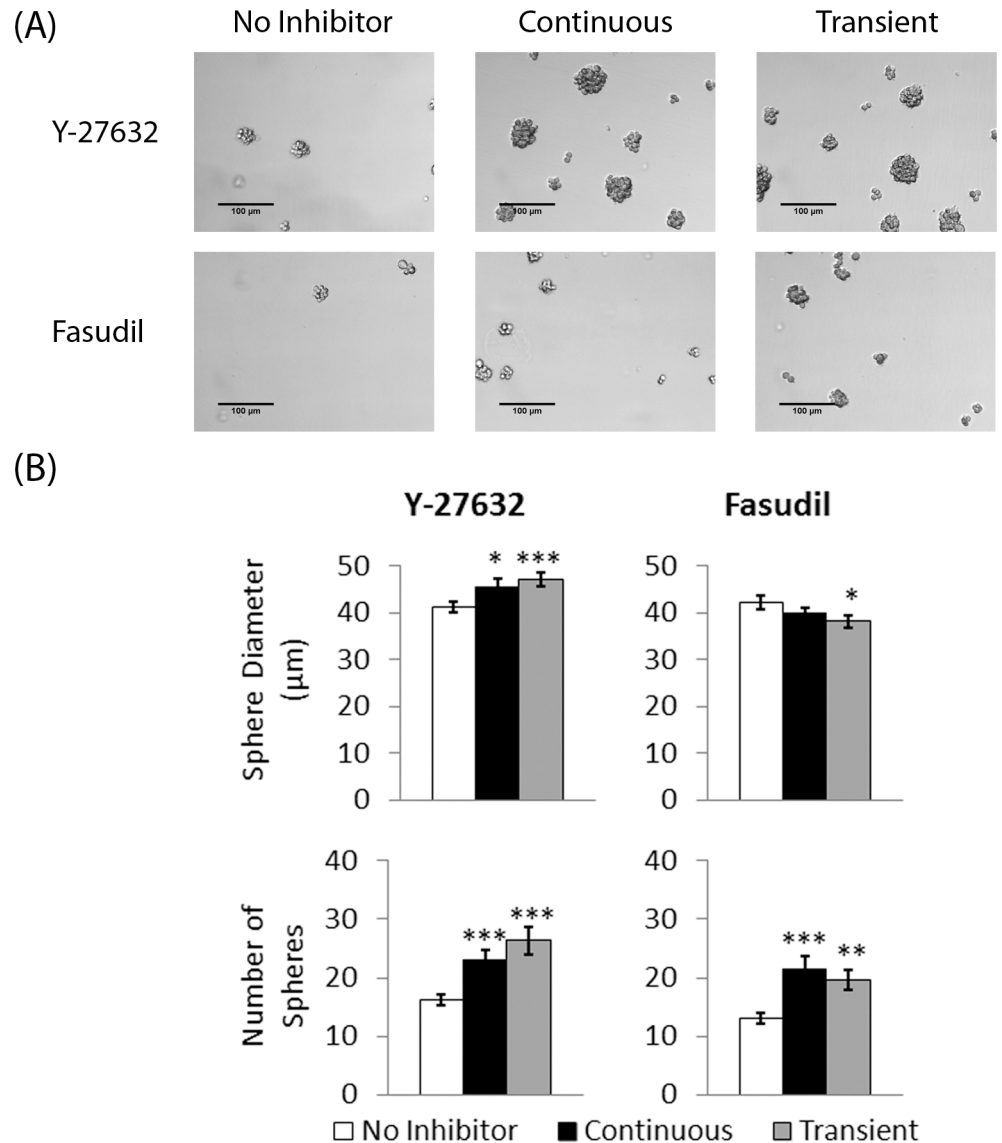 (A)
No Inhibitor Continuous Transient
Y-27632
100 μm 100 μm 100 μm
Fasudil
100 μm 100 μm 100 μm
(B)
Y-27632 Fasudil
Sphere Diameter
(μm)
50
40
30
20
10
0
* ***
50
40
30
20
10
0
*
Number of
Spheres
40
30
20
10
0
*** ***
40
30
20
10
0
*** **
No Inhibitor Continuous Transient